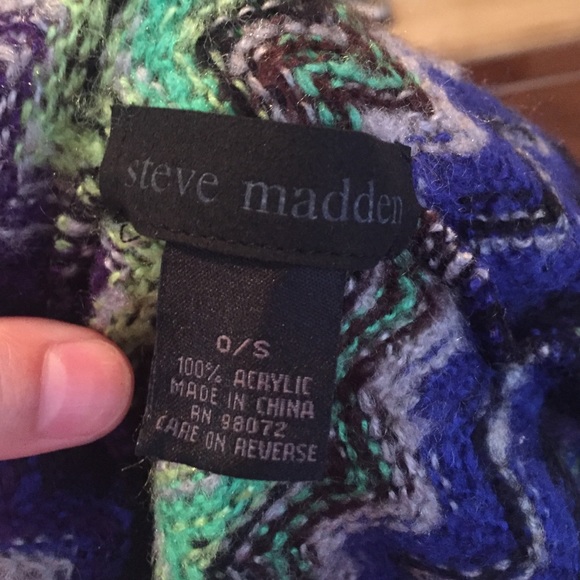 steve madden
O/S
100% ACRYLIC
MADE IN CHINA
RN 98072
CARE ON REVERSE